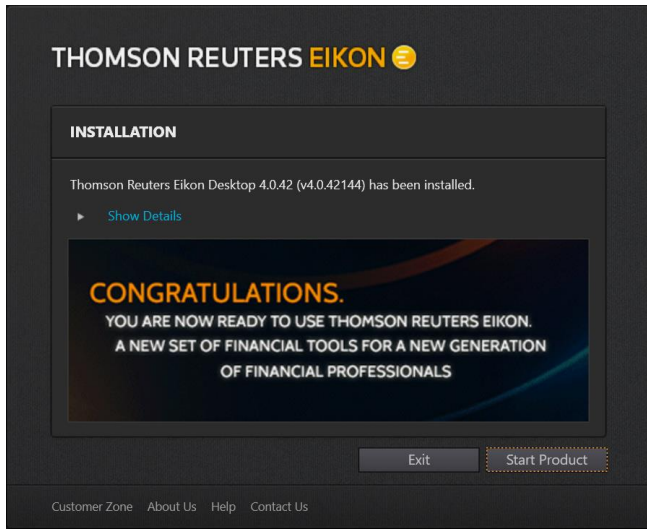 THOMSON REUTERS EIKON
INSTALLATION
Thomson Reuters Eikon Desktop 4.0.42 (v4.0.42144) has been installed.
Show Details
CONGRATULATIONS.
YOU ARE NOW READY TO USE THOMSON REUTERS EIKON.
A NEW SET OF FINANCIAL TOOLS FOR A NEW GENERATION
OF FINANCIAL PROFESSIONALS
Exit Start Product
Customer Zone About Us Help Contact Us